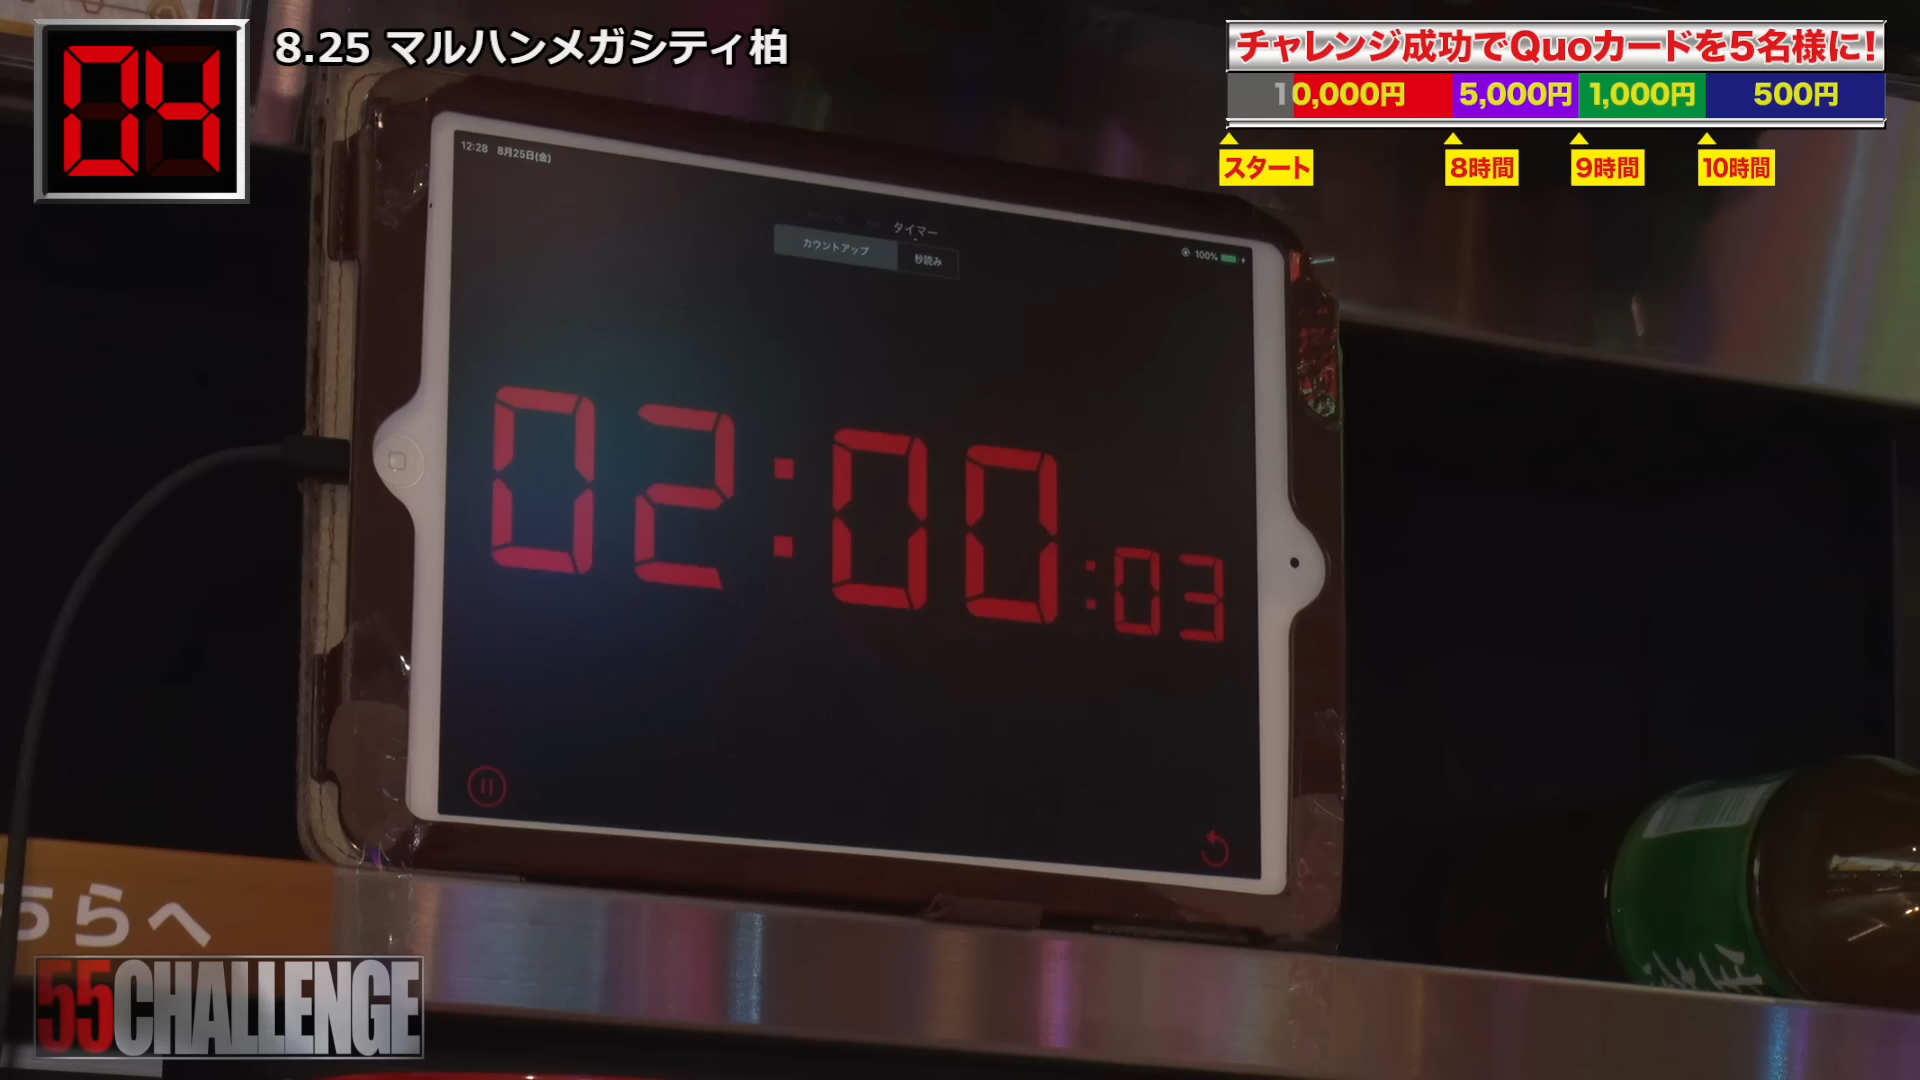 04
8.25 マルハンメガシティ柏
チャレンジ成功でQuoカードを5名様に!
10,000円 5,000円 1,000円 500円
スタート 8時間 9時間 10時間
12:28 8月25日(金)
タイマー
カウントアップ 秒読み
100%
02:00:03
ちらへ
55CHALLENGE